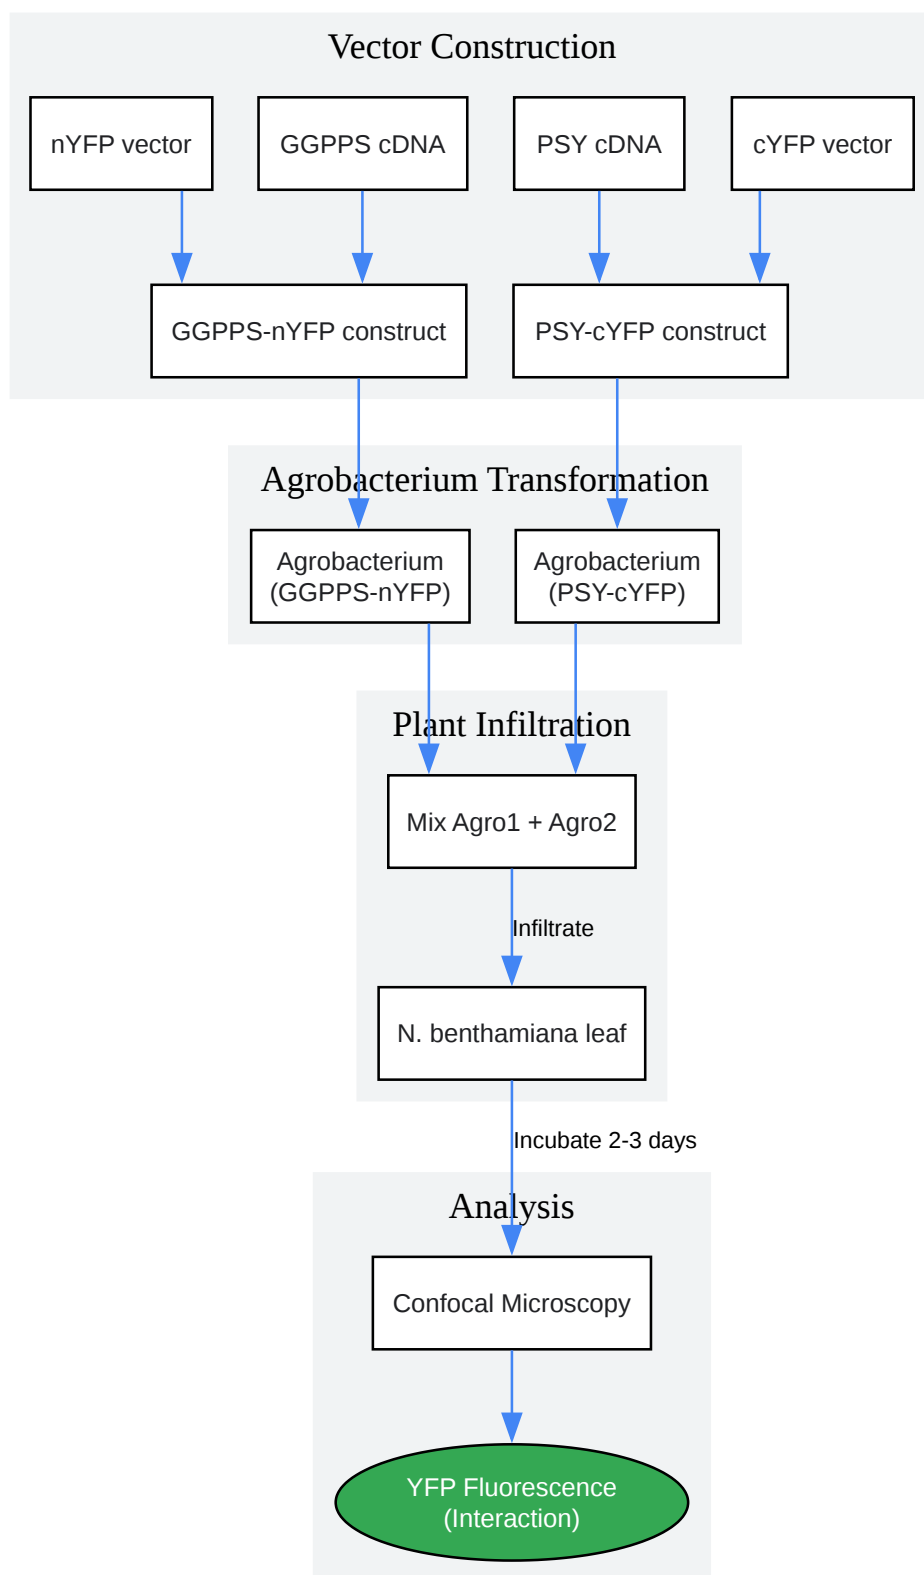 Vector Construction
nYFP vector
GGPPS cDNA
PSY cDNA
cYFP vector
GGPPS-nYFP construct
PSY-cYFP construct
Agrobacterium Transformation
Agrobacterium
(GGPPS-nYFP)
Agrobacterium
(PSY-cYFP)
Plant Infiltration
Mix Agro1 + Agro2
Infiltrate
N. benthamiana leaf
Incubate 2-3 days
Analysis
Confocal Microscopy
YFP Fluorescence
(Interaction)